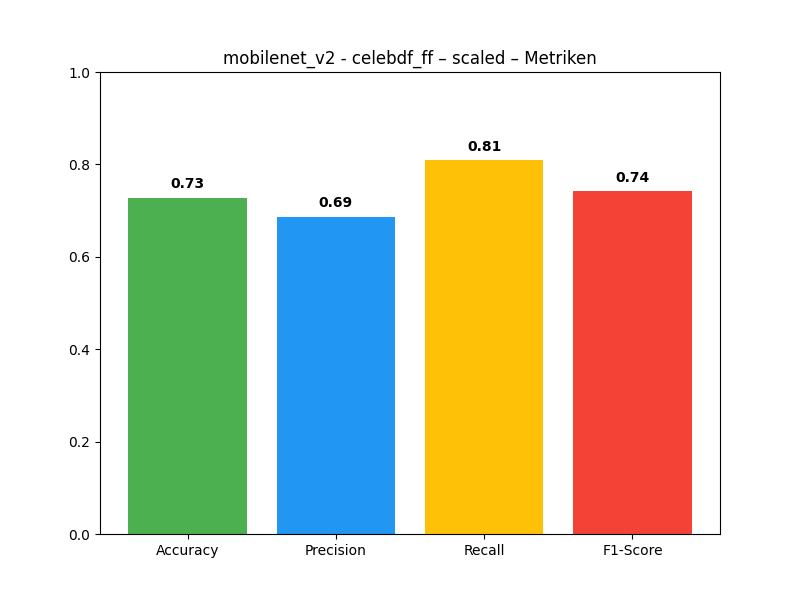 mobilenet_v2 - celebdf_ff – scaled – Metriken
1.0
0.8
0.6
0.4
0.2
0.0
0.73
0.69
0.81
0.74
Accuracy
Precision
Recall
F1-Score